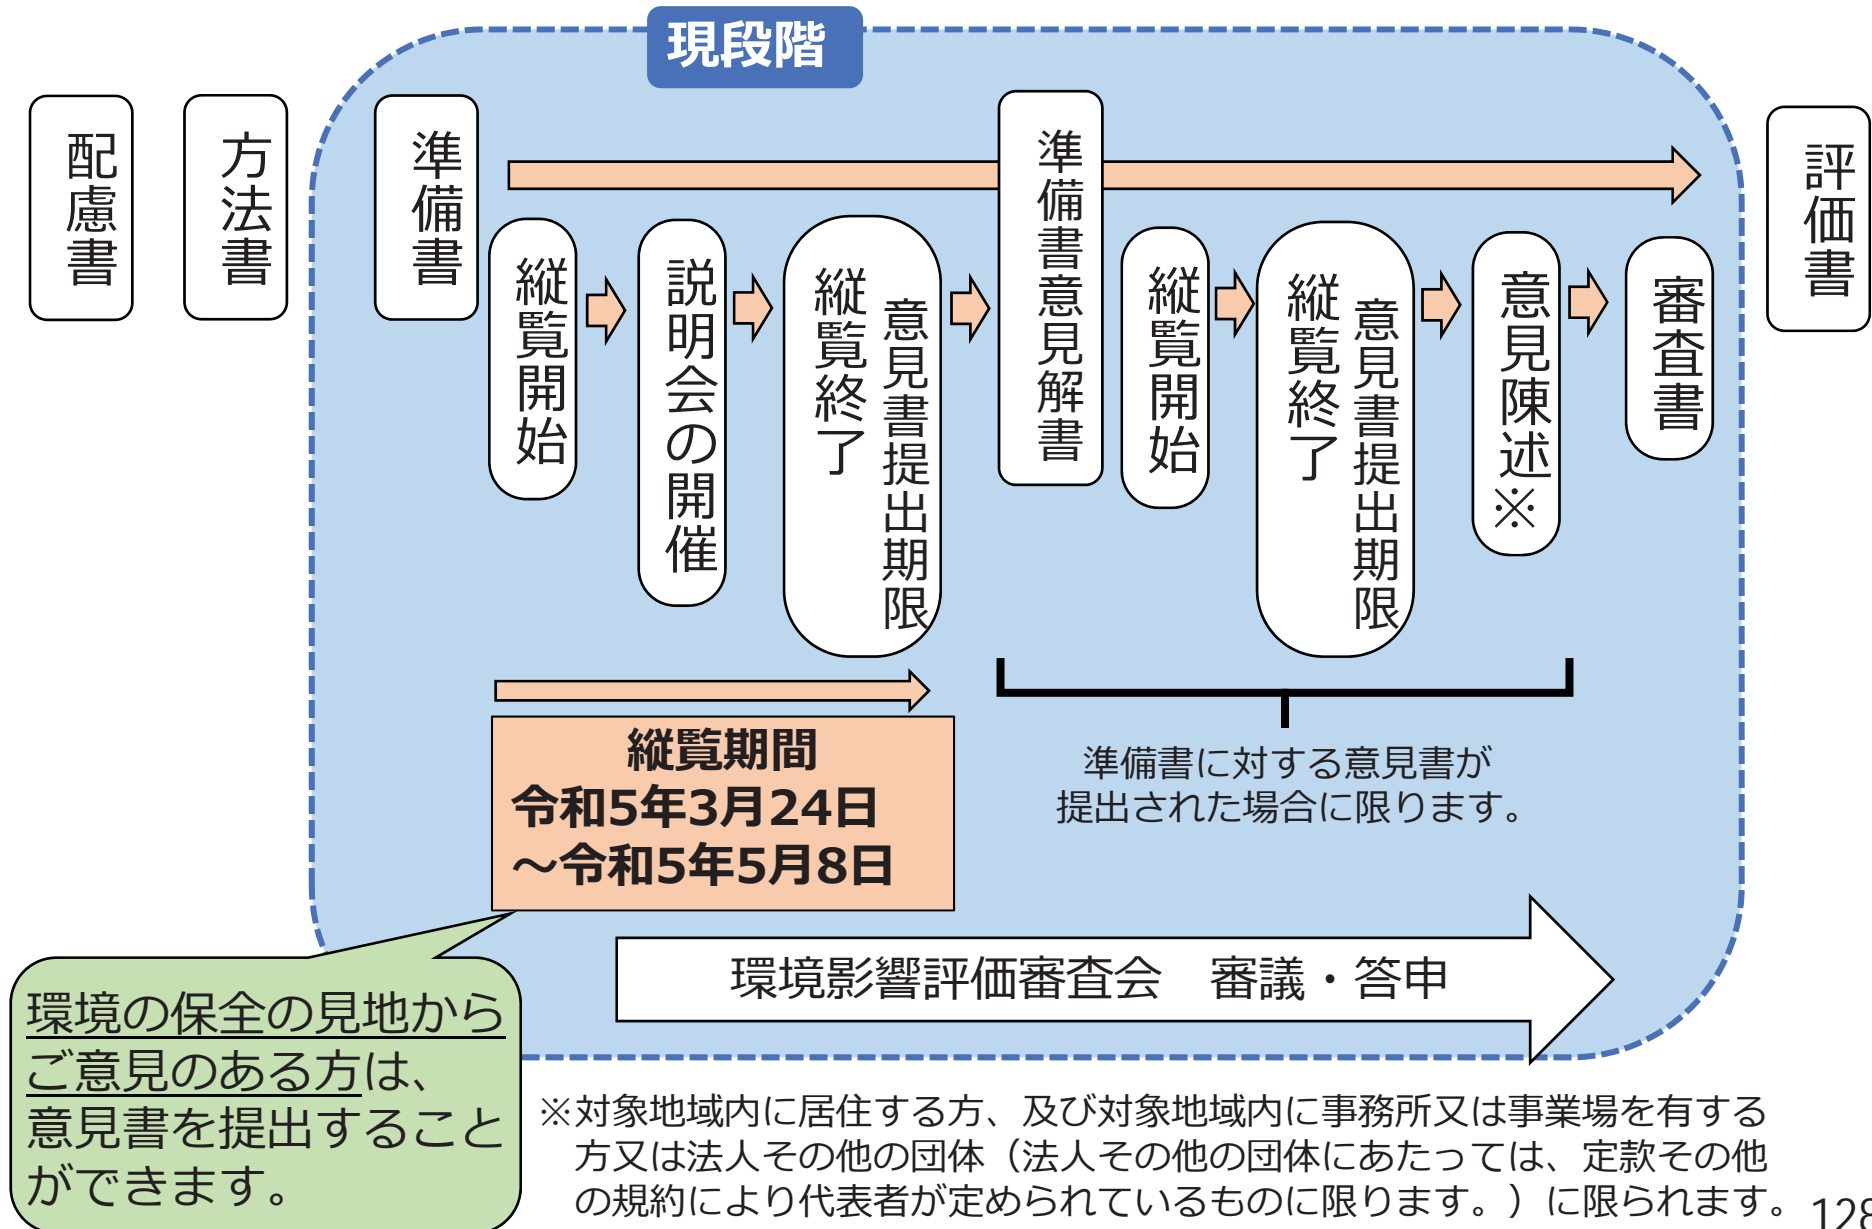 現段階
配慮書
方法書
準備書
縦覧開始
説明会の開催
縦覧終了
意見書提出期限
準備書意見見解書
縦覧開始
縦覧終了
意見書提出期限
意見陳述※
審査書
評価書
縦覧期間
令和5年3月24日
～令和5年5月8日
準備書に対する意見書が
提出された場合に限ります。
環境影響評価審査会　審議・答申
環境の保全の見地から
ご意見のある方は、
意見書を提出すること
ができます。
※対象地域内に居住する方、及び対象地域内に事務所又は事業場を有する
方又は法人その他の団体（法人その他の団体にあたっては、定款その他
の規約により代表者が定められているものに限ります。）に限られます。
128